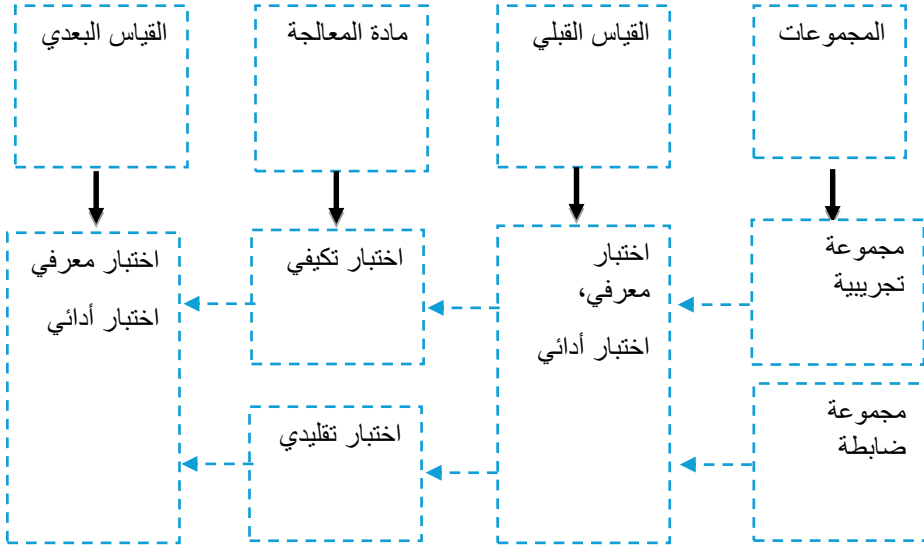 المجموعات
القياس القبلي
مادة المعالجة
القياس البعدي
مجموعة
تجريبية
اختبار
معرفي،
اختبار أدائي
اختبار تكيفي
اختبار معرفي
اختبار أدائي
مجموعة
ضابطة
اختبار تقليدي